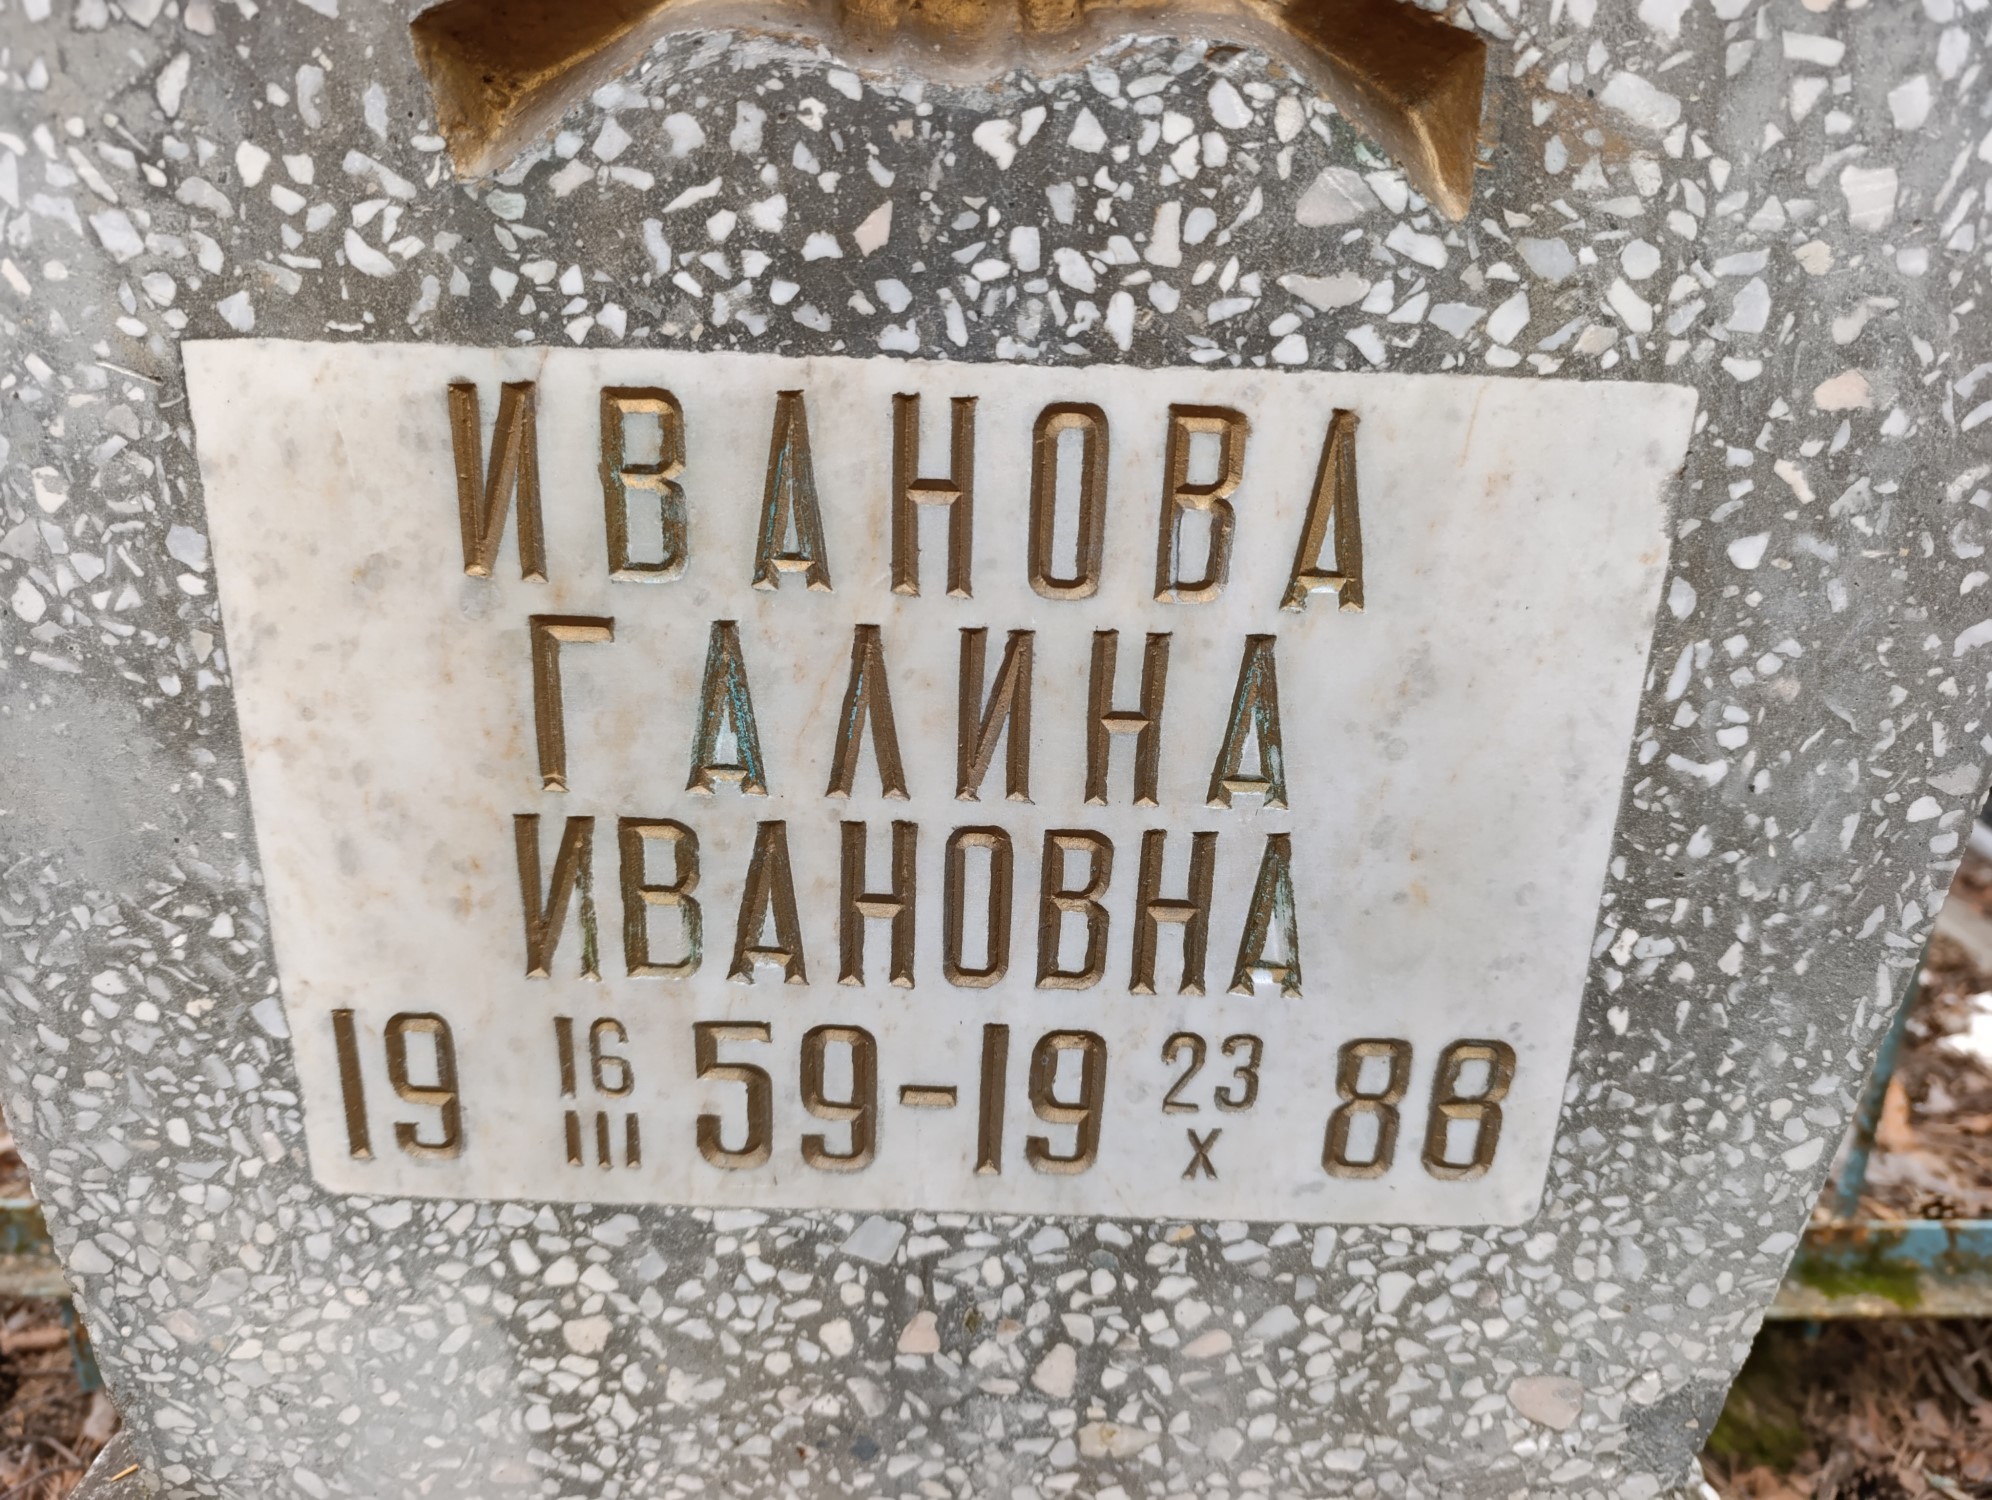 ИВАНОВА
ГАЛИНА
ИВАНОВНА
19 16/III 59-19 23/X 88